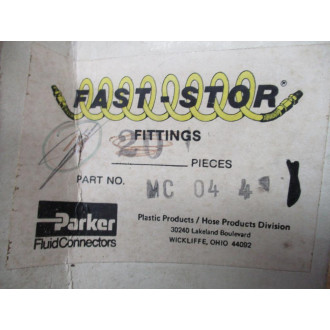 FAST-STOR®
FITTINGS
20 PIECES
PART NO. MC 04 4
Parker
FluidConnectors
Plastic Products / Hose Products Division
30240 Lakeland Boulevard
WICKLIFFE, OHIO 44092